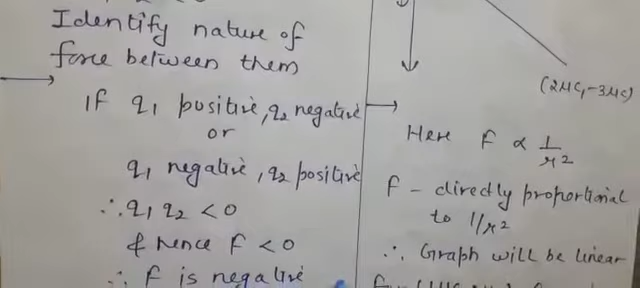 Identify nature of
force between them
If q₁ positive, q₂ negative
or
q₁ negative, q₂ positive
∴ q₁ q₂ < 0
& hence F < 0
∴ F is negative
(2μC, -3μC)
Here F ∝ 1/r²
F - directly proportional
to 1/r²
∴ Graph will be linear